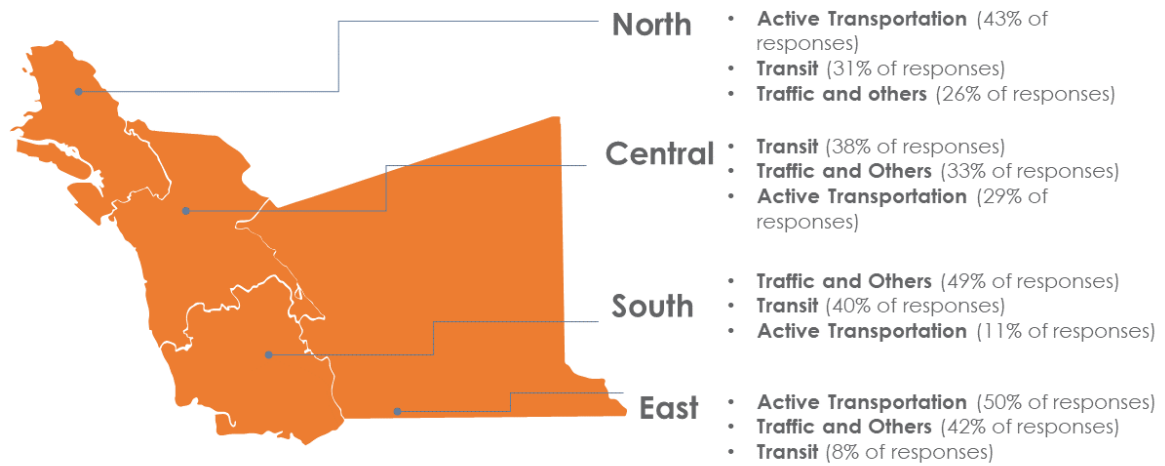 North
• Active Transportation (43% of
responses)
• Transit (31% of responses)
• Traffic and others (26% of responses)
Central
• Transit (38% of responses)
• Traffic and Others (33% of responses)
• Active Transportation (29% of
responses)
South
• Traffic and Others (49% of responses)
• Transit (40% of responses)
• Active Transportation (11% of responses)
East
• Active Transportation (50% of responses)
• Traffic and Others (42% of responses)
• Transit (8% of responses)